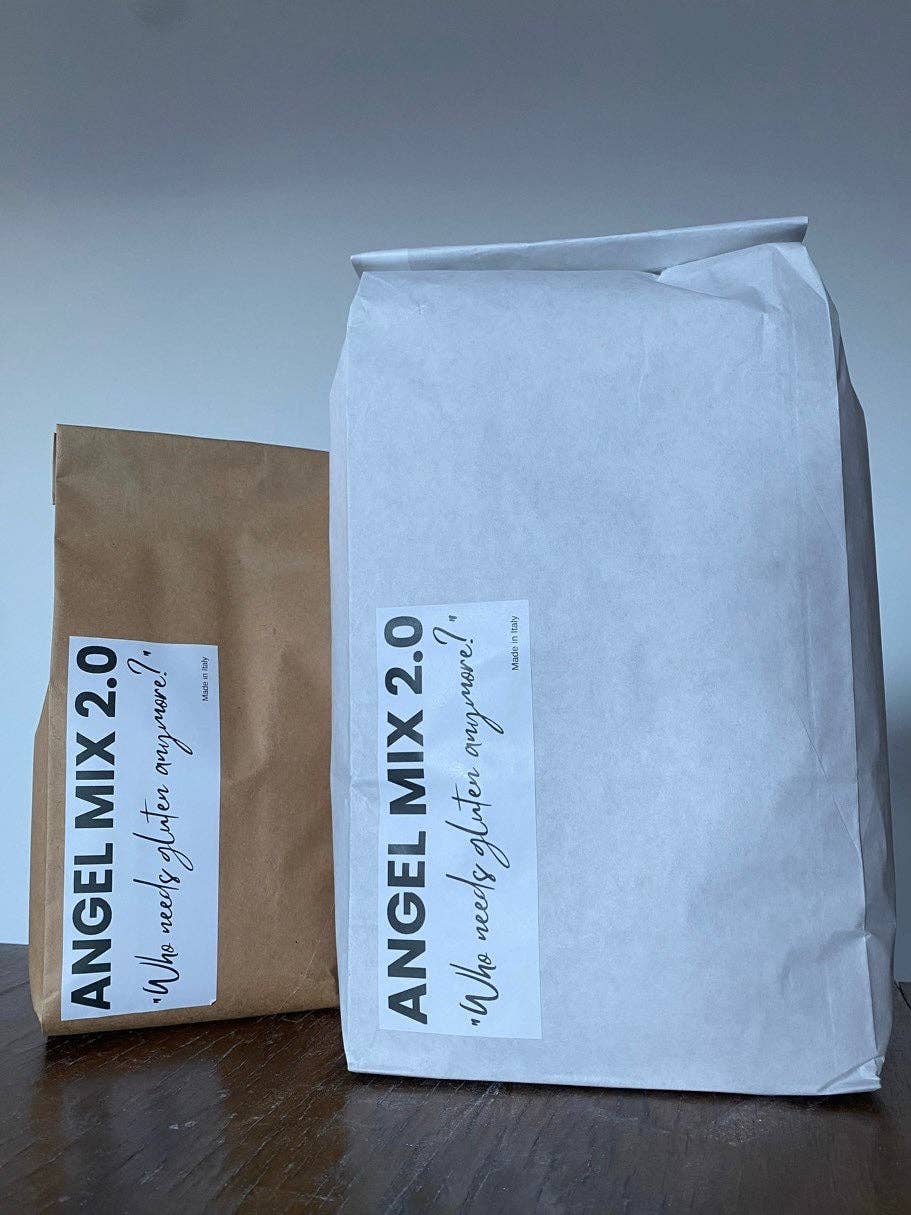 ANGEL MIX 2.0
"Who needs gluten anymore?"
Made in Italy
ANGEL MIX 2.0
"Who needs gluten anymore?"
Made in Italy